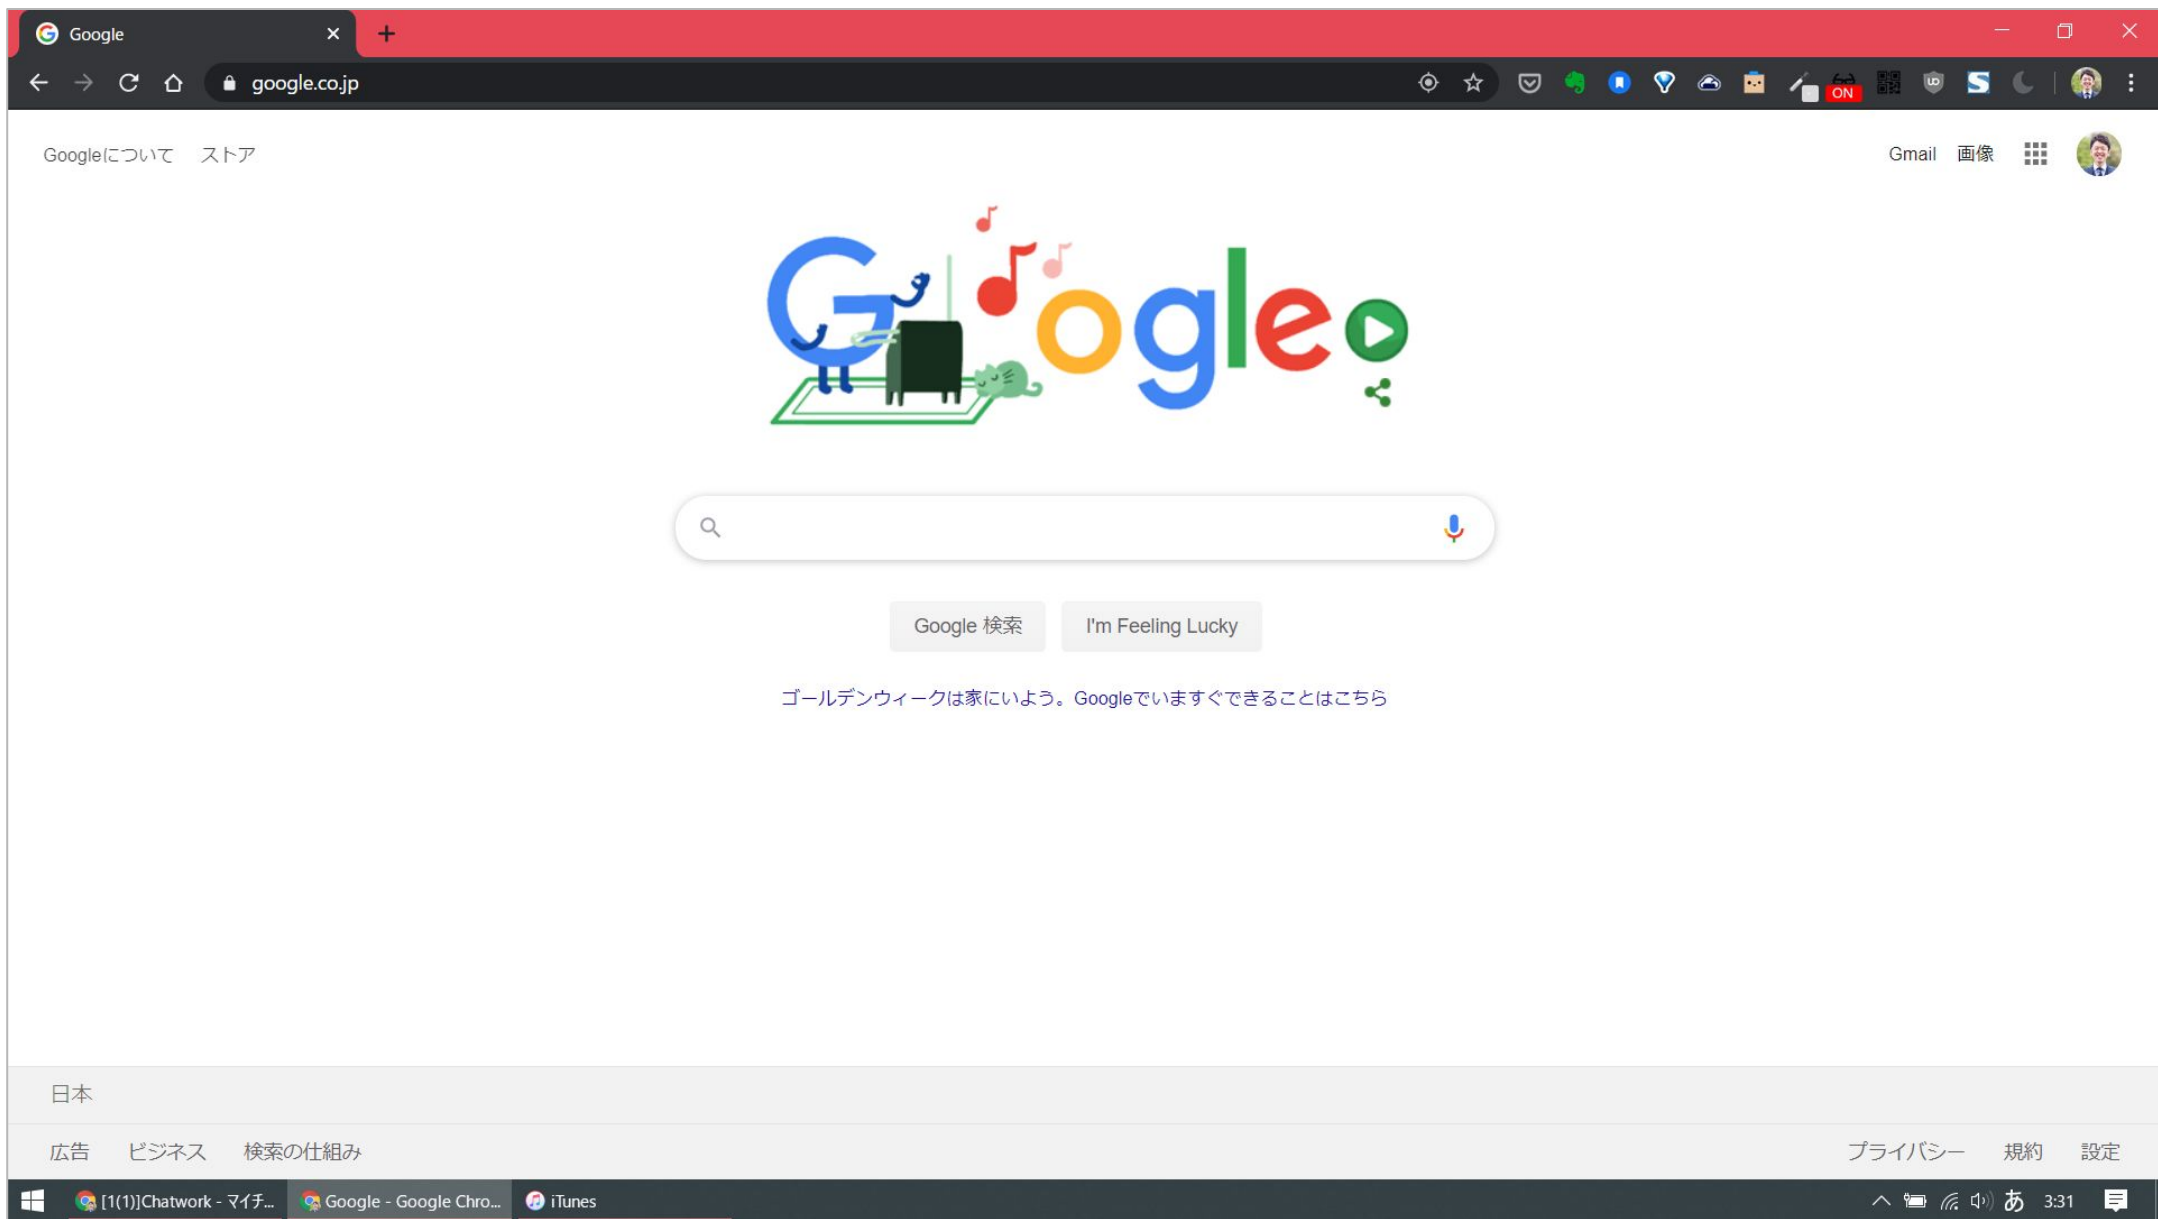 Google
google.co.jp
ON
Googleについて ストア
Gmail 画像
Google
Google 検索 I'm Feeling Lucky
ゴールデンウィークは家にいよう。Googleでいますぐできることはこちら
日本
広告 ビジネス 検索の仕組み
プライバシー 規約 設定
[1(1)]Chatwork - マイチ... Google - Google Chro... iTunes
あ 3:31